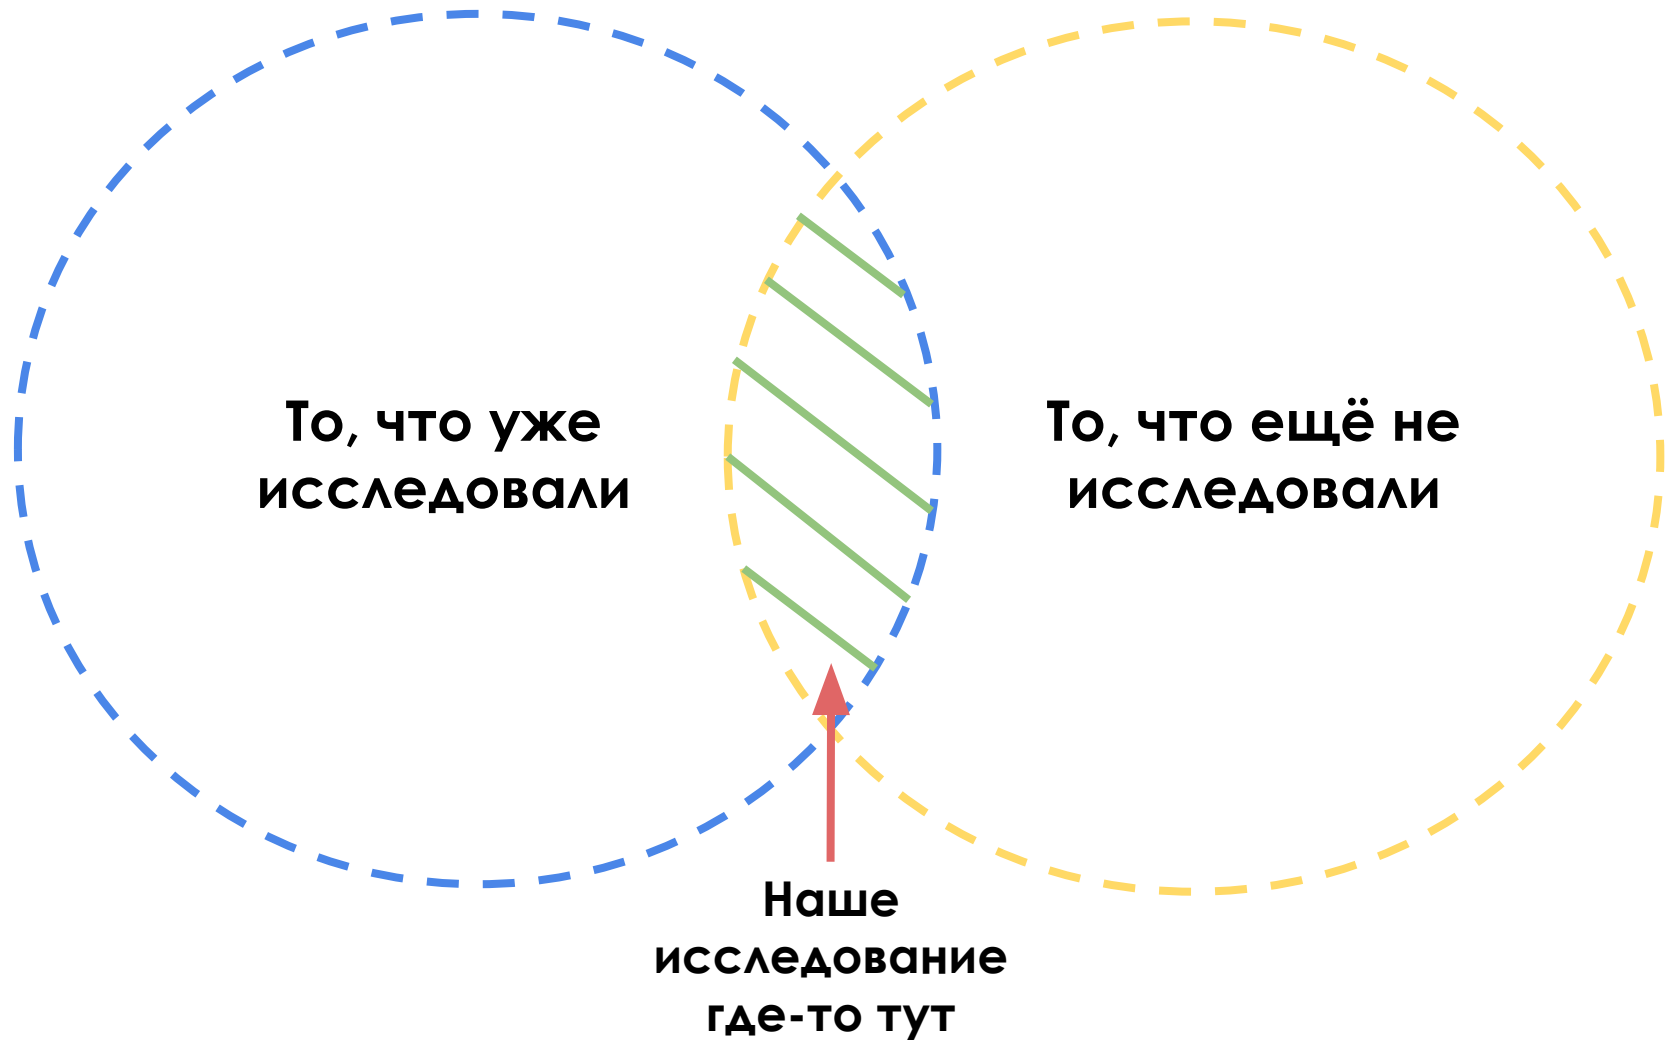 То, что уже
исследовали
То, что ещё не
исследовали
Наше
исследование
где-то тут